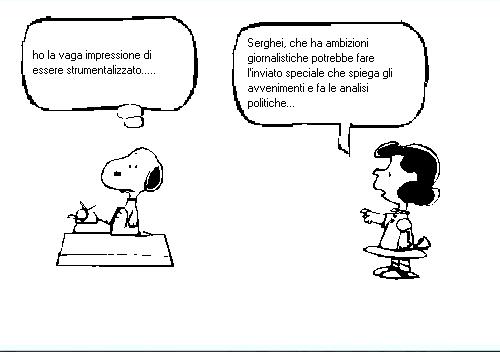 ho la vaga impressione di
essere strumentalizzato.....
Serghei, che ha ambizioni
giornalistiche potrebbe fare
l'inviato speciale che spiega gli
avvenimenti e fa le analisi
politiche...